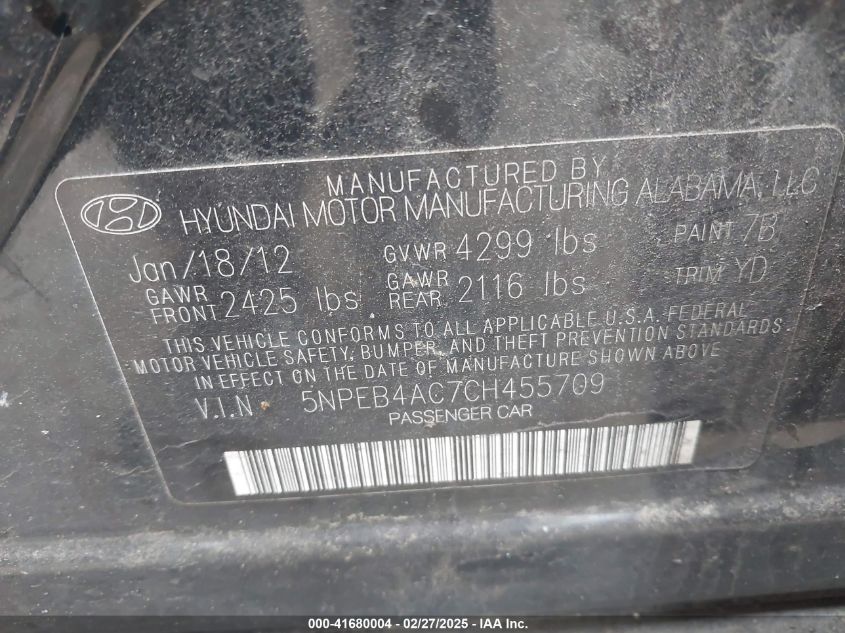 MANUFACTURED BY
HYUNDAI MOTOR MANUFACTURING ALABAMA, LLC
Jan/18/12 GVWR 4299 lbs PAINT 7B
GAWR FRONT 2425 lbs GAWR REAR. 2116 lbs TRIM YD
THIS VEHICLE CONFORMS TO ALL APPLICABLE U.S.A. FEDERAL
MOTOR VEHICLE SAFETY, BUMPER, AND THEFT PREVENTION STANDARDS
IN EFFECT ON THE DATE OF MANUFACTURE SHOWN ABOVE
V.I.N 5NPEB4AC7CH455709
PASSENGER CAR
000-41680004 - 02/27/2025 - © IAA, Inc.